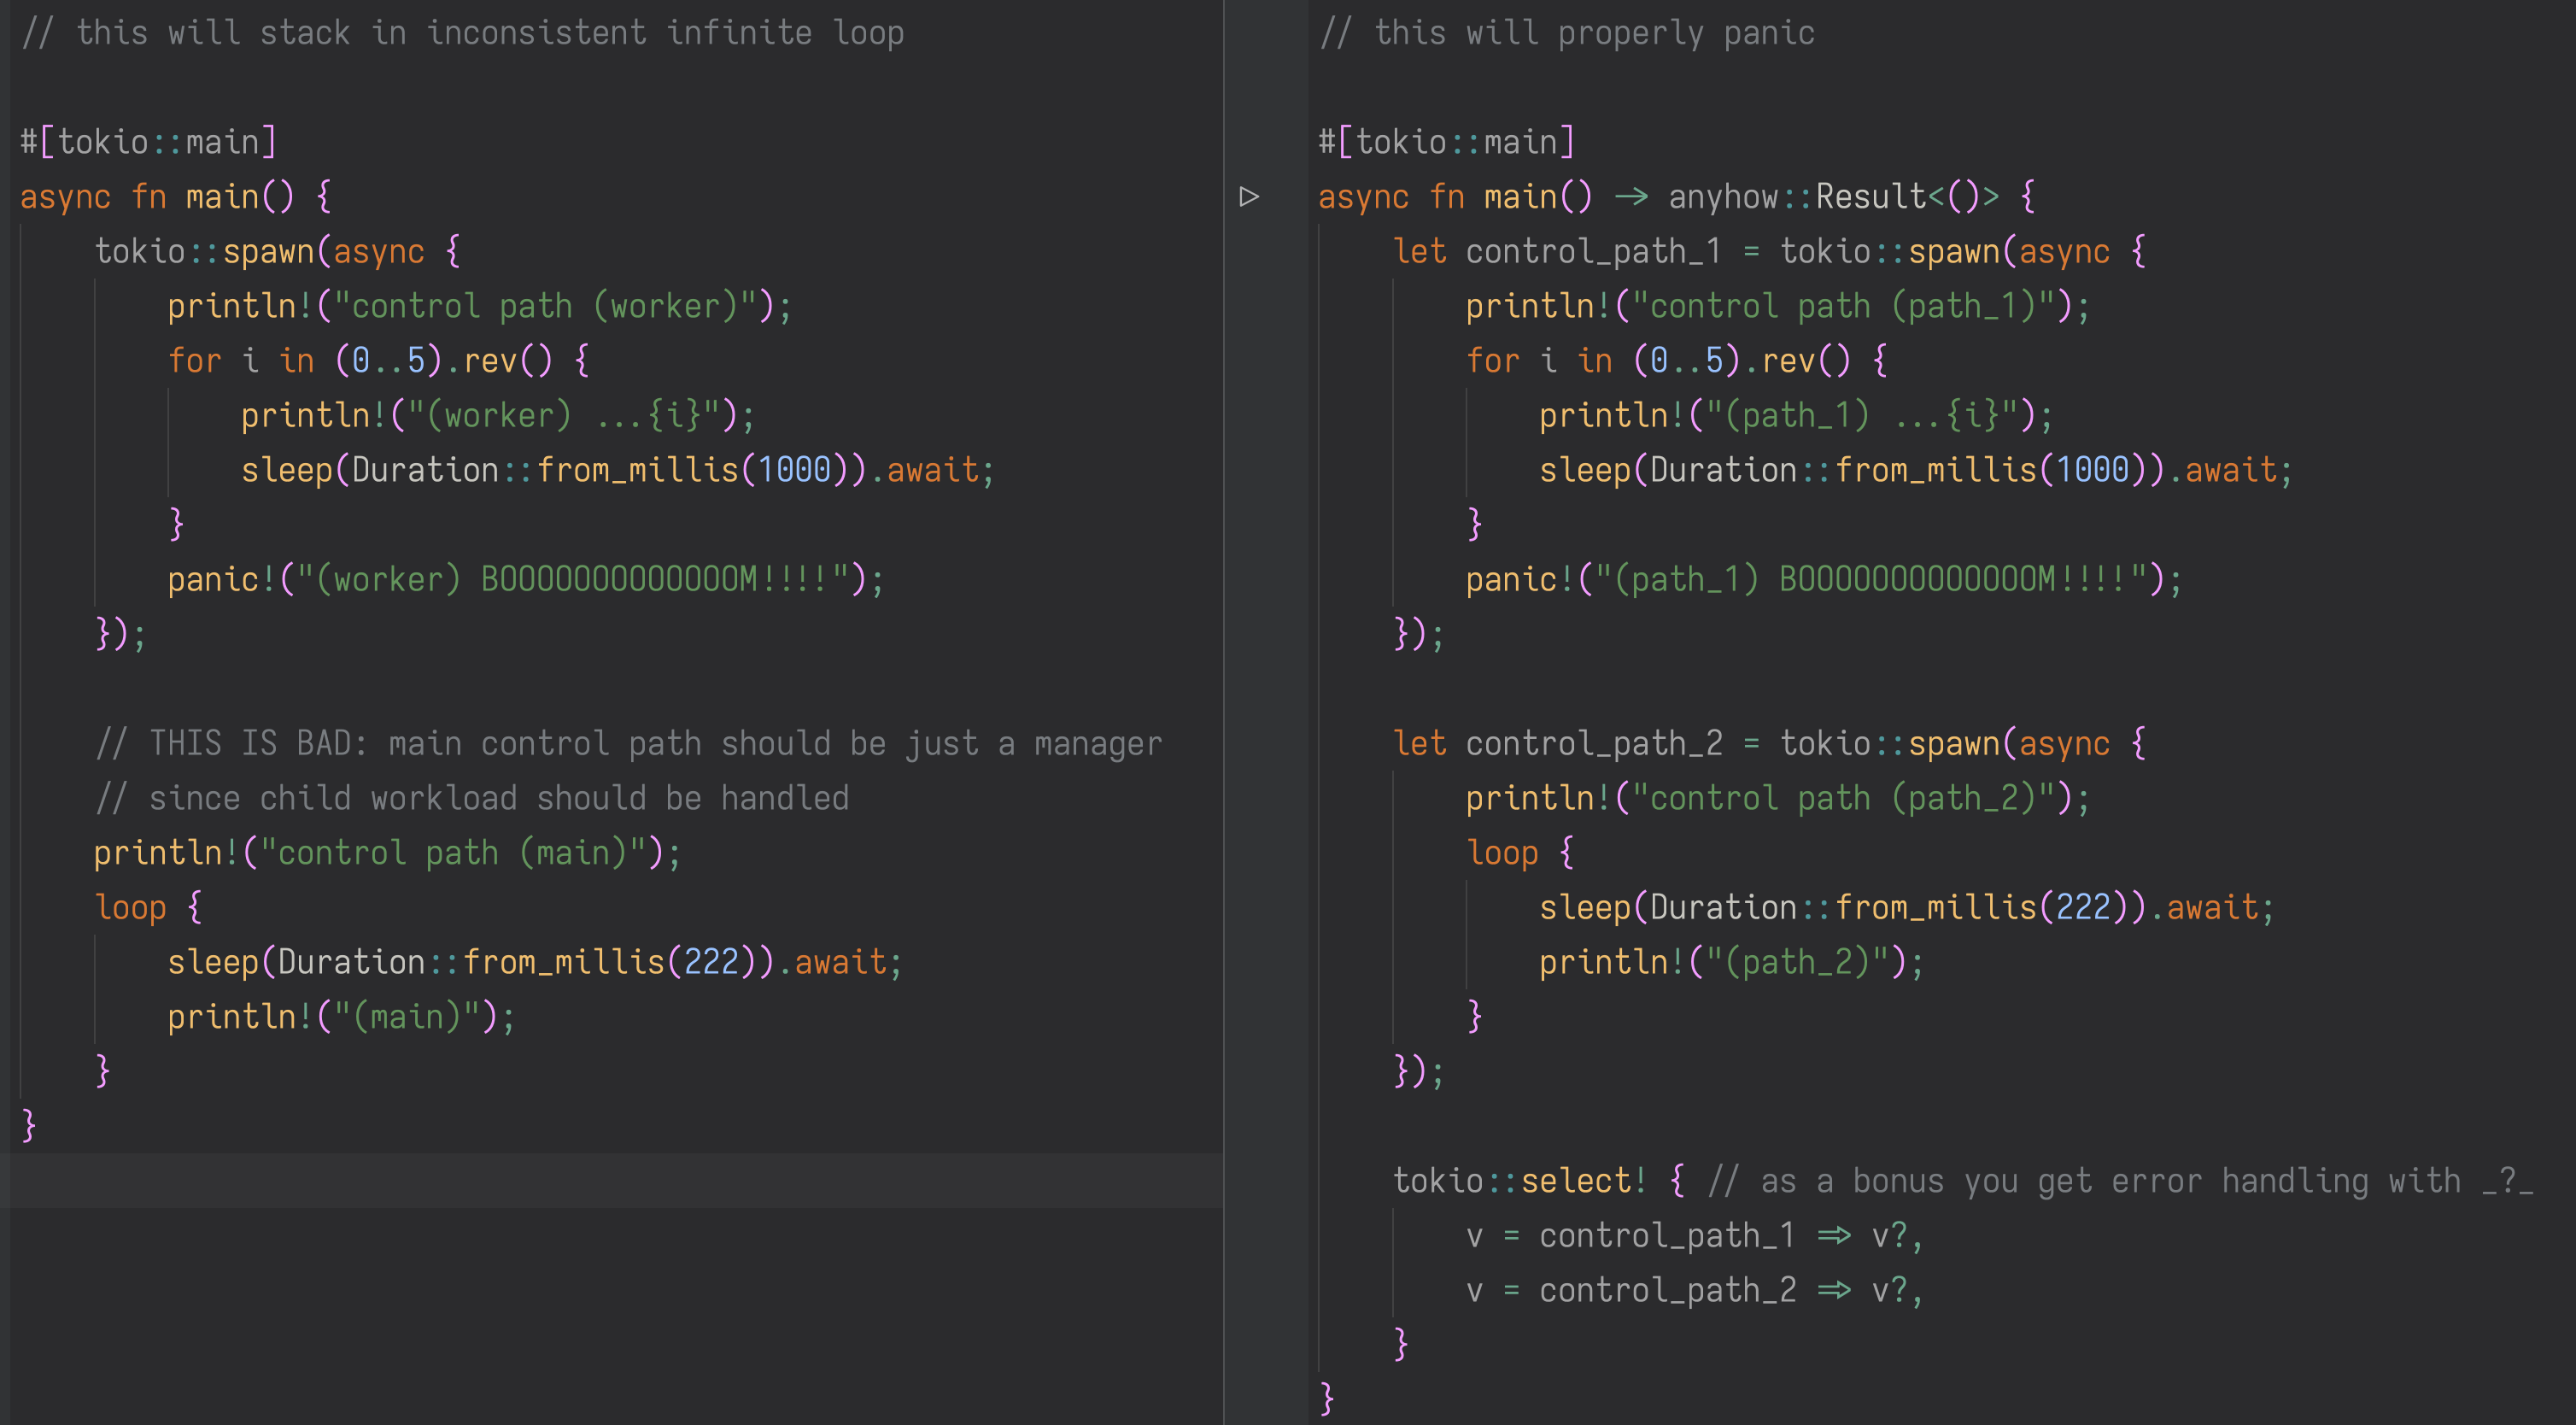 // this will stack in inconsistent infinite loop
#[tokio::main]
async fn main() {
    tokio::spawn(async {
        println!("control path (worker)");
        for i in (0..5).rev() {
            println!("(worker) ...{i}");
            sleep(Duration::from_millis(1000)).await;
        }
        panic!("(worker) BOOOOOOOOOOOOOM!!!!");
    });
    // THIS IS BAD: main control path should be just a manager
    // since child workload should be handled
    println!("control path (main)");
    loop {
        sleep(Duration::from_millis(222)).await;
        println!("(main)");
    }
}
// this will properly panic
#[tokio::main]
async fn main() -> anyhow::Result<()> {
    let control_path_1 = tokio::spawn(async {
        println!("control path (path_1)");
        for i in (0..5).rev() {
            println!("(path_1) ...{i}");
            sleep(Duration::from_millis(1000)).await;
        }
        panic!("(path_1) BOOOOOOOOOOOOOM!!!!");
    });
    let control_path_2 = tokio::spawn(async {
        println!("control path (path_2)");
        loop {
            sleep(Duration::from_millis(222)).await;
            println!("(path_2)");
        }
    });
    tokio::select! { // as a bonus you get error handling with _?_
        v = control_path_1 => v?,
        v = control_path_2 => v?,
    }
}